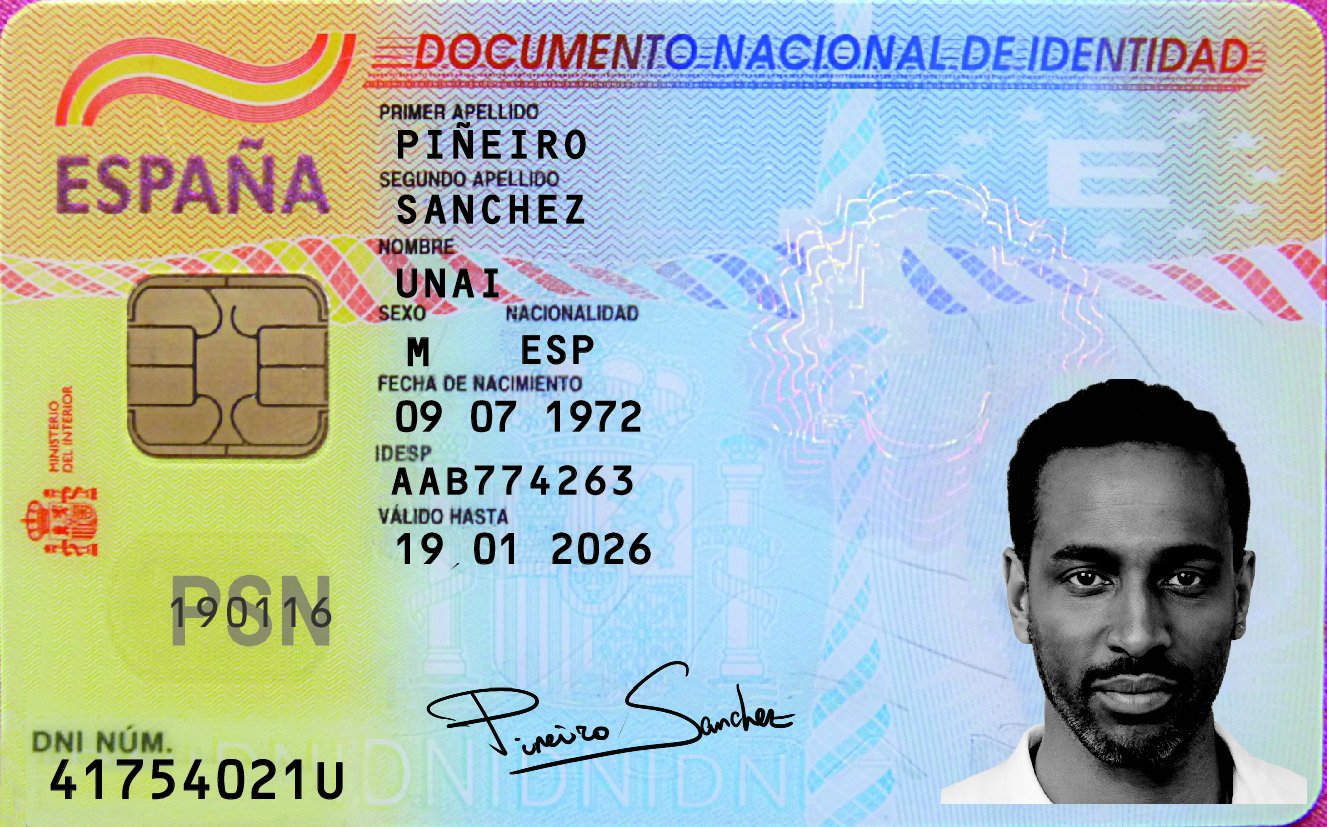 DOCUMENTO NACIONAL DE IDENTIDAD
ESPAÑA
PRIMER APELLIDO
PIÑEIRO
SEGUNDO APELLIDO
SANCHEZ
NOMBRE
UNAI
SEXO NACIONALIDAD
M ESP
FECHA DE NACIMIENTO
09 07 1972
IDESP
AAB774263
VÁLIDO HASTA
19 01 2026
MINISTERIO
DEL INTERIOR
PSN
190116
Piñeiro Sanchez
DNI NÚM.
41754021U
DNIDNIDNIDNI
E